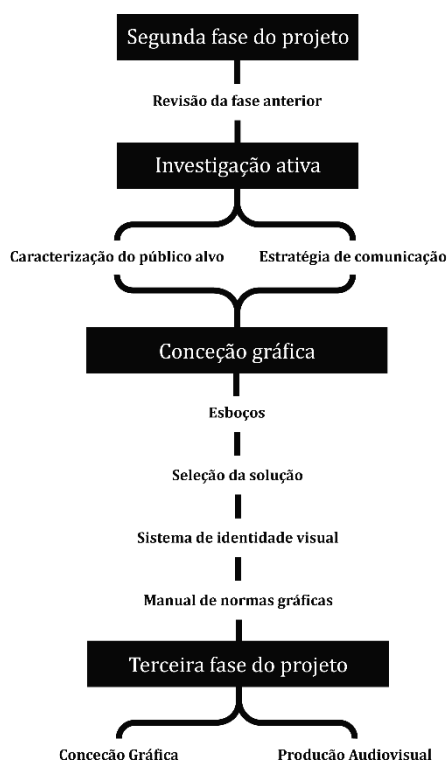 Segunda fase do projeto
Revisão da fase anterior
Investigação ativa
Caracterização do público alvo
Estratégia de comunicação
Conceção gráfica
Esboços
Seleção da solução
Sistema de identidade visual
Manual de normas gráficas
Terceira fase do projeto
Conceção Gráfica
Produção Audiovisual